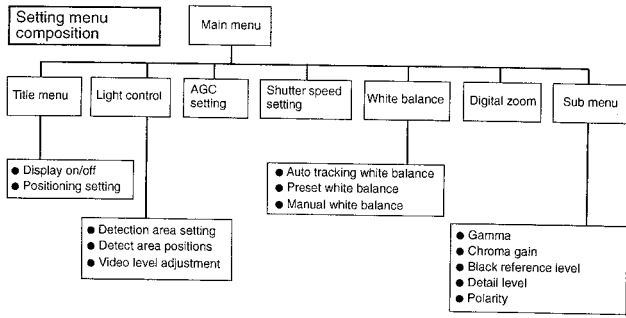 Setting menu
composition
Main menu
Title menu
Light control
AGC
setting
Shutter speed
setting
White balance
Digital zoom
Sub menu
● Display on/off
● Positioning setting
● Auto tracking white balance
● Preset white balance
● Manual white balance
● Detection area setting
● Detect area positions
● Video level adjustment
● Gamma
● Chroma gain
● Black reference level
● Detail level
● Polarity